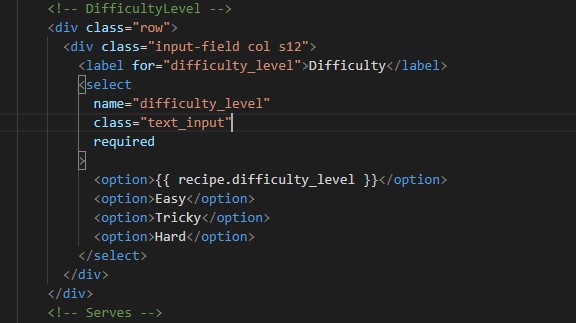 <!-- DifficultyLevel -->
<div class="row">
<div class="input-field col s12">
<label for="difficulty_level">Difficulty</label>
<select
name="difficulty_level"
class="text_input"
required
>
<option>{{ recipe.difficulty_level }}</option>
<option>Easy</option>
<option>Tricky</option>
<option>Hard</option>
</select>
</div>
</div>
<!-- Serves -->